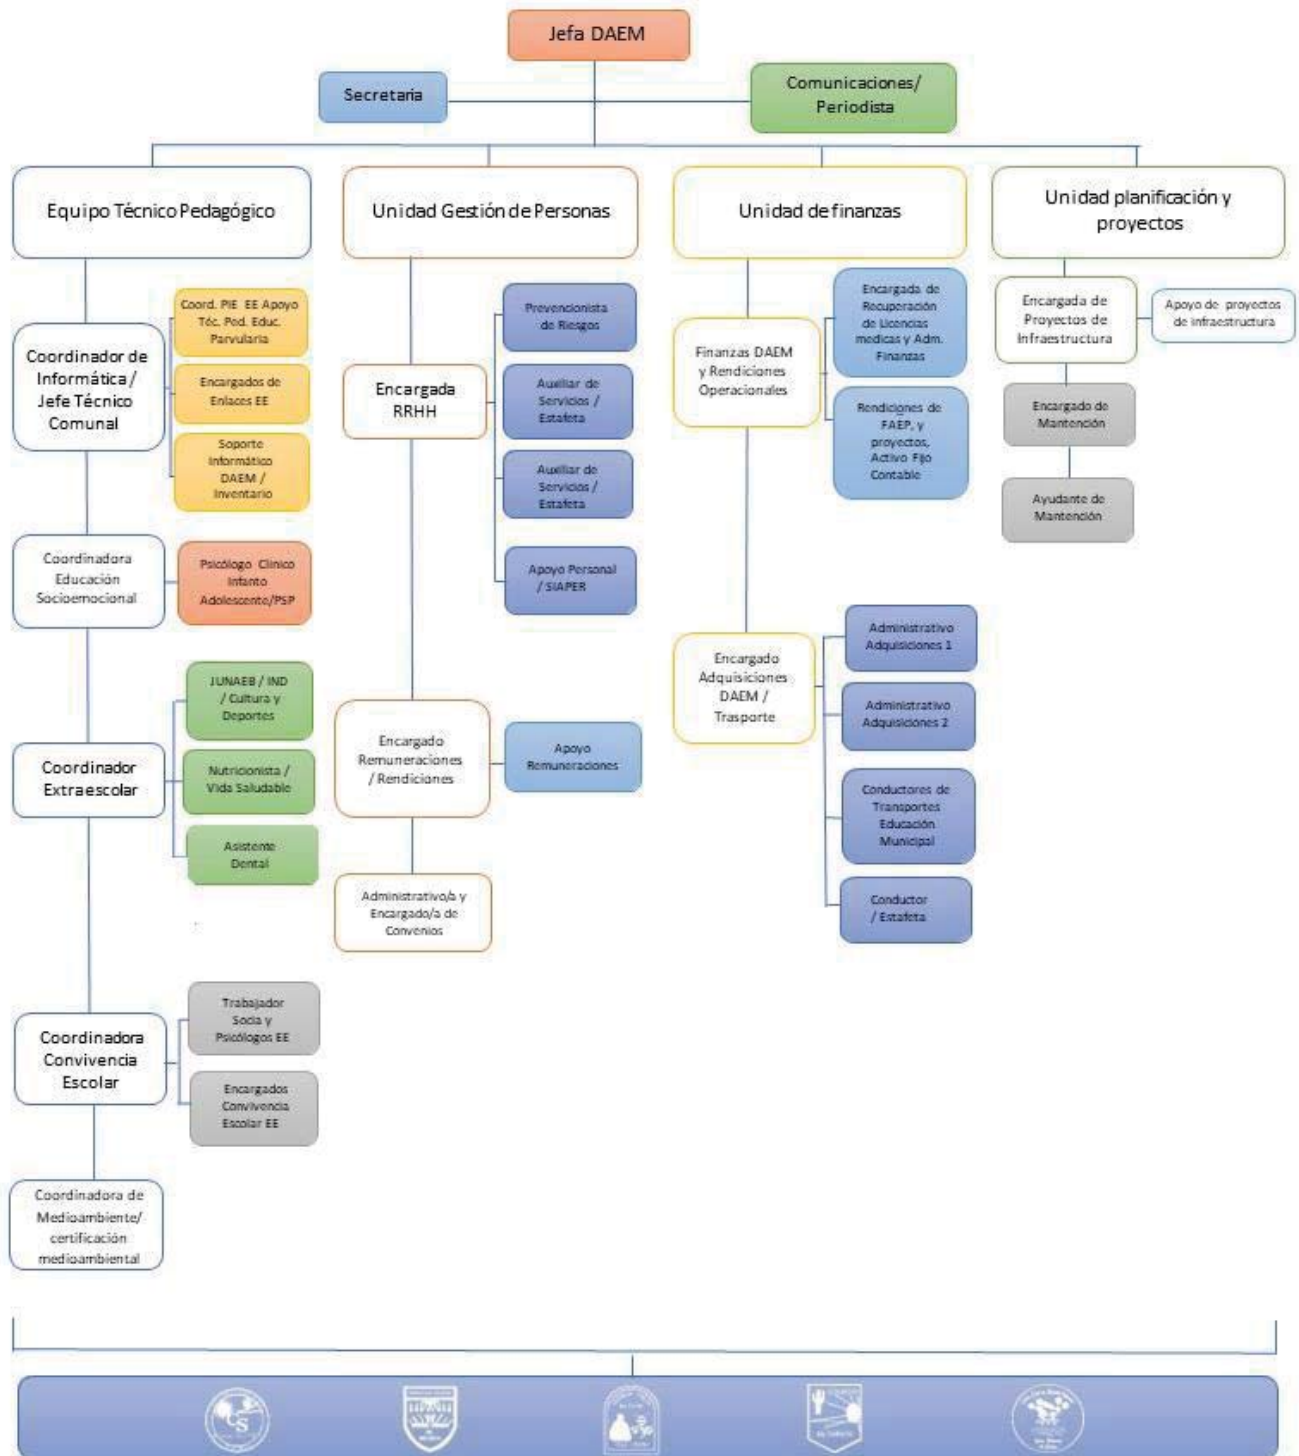 Jefa DAEM
Secretaria
Comunicaciones/
Periodista
Equipo Técnico Pedagógico
Unidad Gestión de Personas
Unidad de finanzas
Unidad planificación y
proyectos
Coordinador de
Informática /
Jefe Técnico
Comunal
Coord. PIE EE Apoyo
Téc. Ped. Educ.
Parvularia
Encargados de
Enlaces EE
Soporte
Informático
DAEM /
Inventario
Coordinadora
Educación
Socioemocional
Psicólogo Clínico
Infanto
Adolescente/PSP
Coordinador
Extraescolar
JUNAEB / IND
/ Cultura y
Deportes
Nutricionista /
Vida Saludable
Asistente
Dental
Coordinadora
Convivencia
Escolar
Trabajador
Socia y
Psicólogos EE
Encargados
Convivencia
Escolar EE
Coordinadora de
Medioambiente/
certificación
medioambiental
Encargada
RRHH
Prevencionista
de Riesgos
Auxiliar de
Servicios /
Estafeta
Auxiliar de
Servicios /
Estafeta
Apoyo Personal
/ SIAPER
Encargado
Remuneraciones
/ Rendiciones
Apoyo
Remuneraciones
Administrativo/a y
Encargado/a de
Convenios
Finanzas DAEM
y Rendiciones
Operacionales
Encargada de
Recuperación
de Licencias
medicas y Adm.
Finanzas
Rendiciones de
FAEP, y
proyectos,
Activo Fijo
Contable
Encargado
Adquisiciones
DAEM /
Trasporte
Administrativo
Adquisiciones 1
Administrativo
Adquisiciones 2
Conductores de
Transportes
Educación
Municipal
Conductor
/ Estafeta
Encargada de
Proyectos de
Infraestructura
Apoyo de proyectos
de infraestructura
Encargado de
Mantención
Ayudante de
Mantención